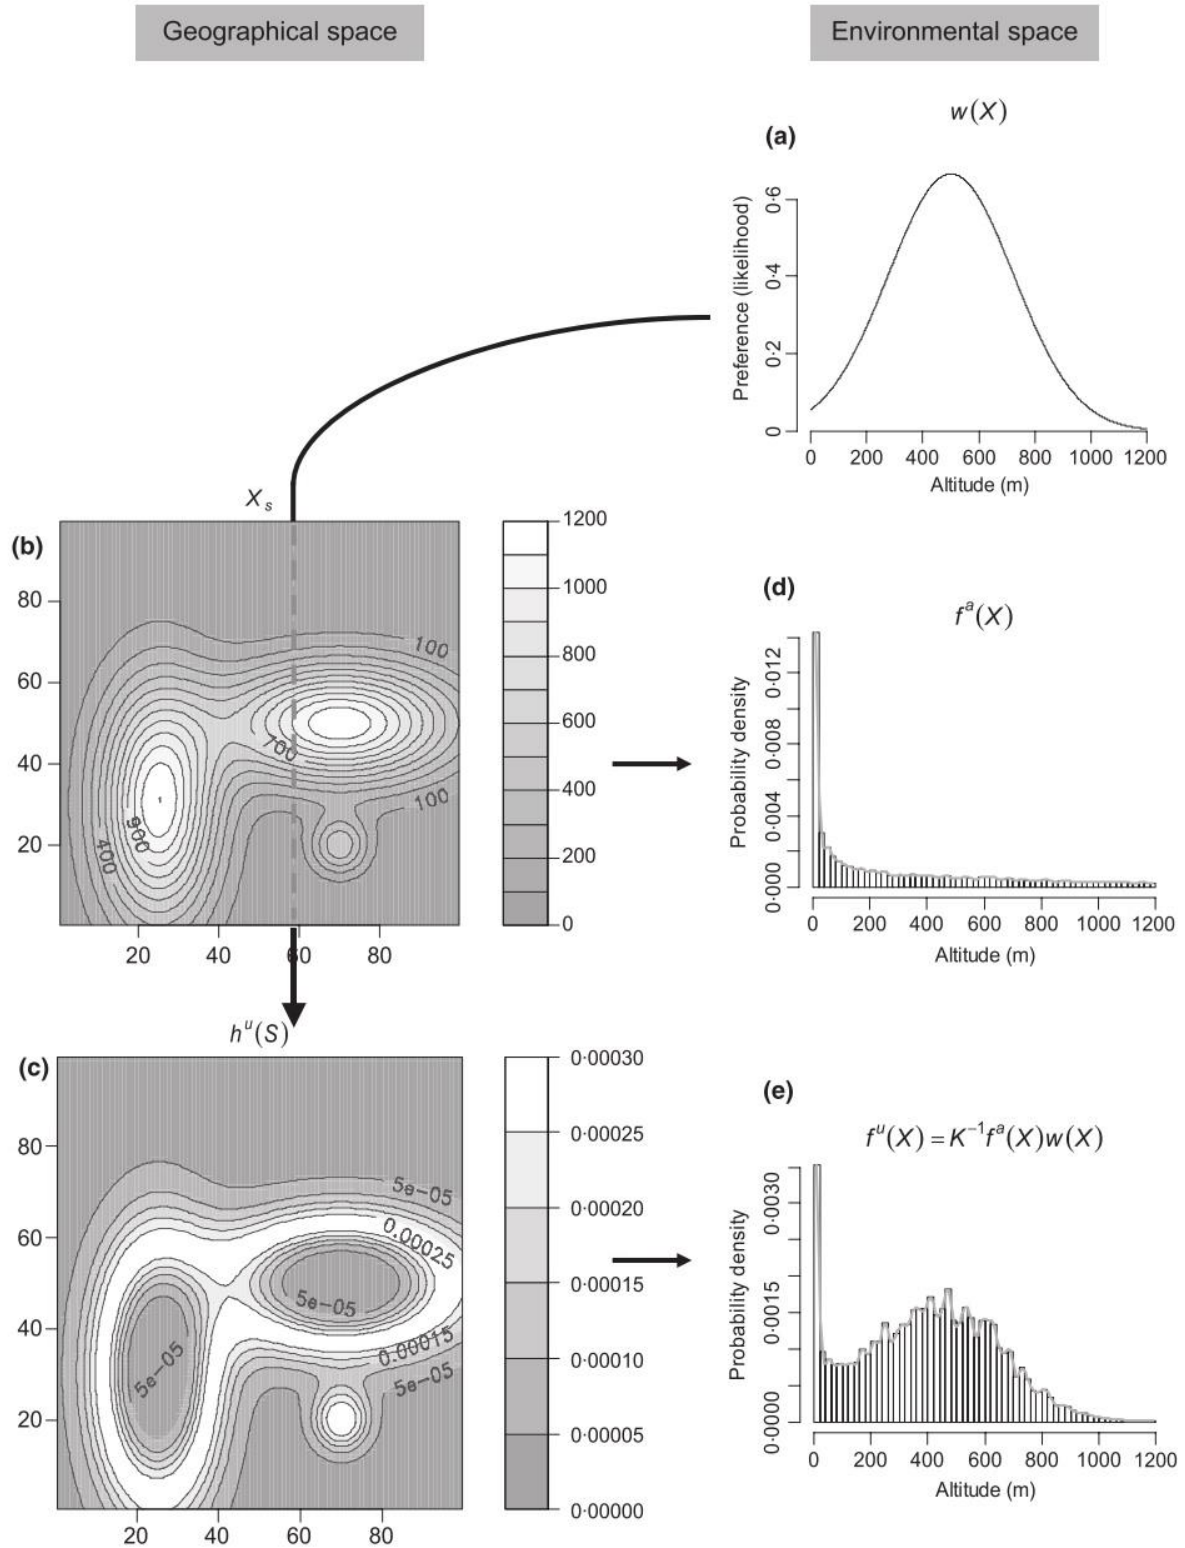 Geographical space
Environmental space
w(X)
(a)
Preference (likelihood)
0·6
0·4
0·2
0
0 200 400 600 800 1000 1200
Altitude (m)
X_s
(b)
80
60
40
20
20 40 60 80
100
700
100
900
400
1
1200
1000
800
600
400
200
0
(d)
f^a(X)
Probability density
0·012
0·008
0·004
0·000
0 200 400 600 800 1000 1200
Altitude (m)
h^u(S)
(c)
80
60
40
20
20 40 60 80
5e−05
0.00025
5e−05
0.00015
5e−05
5e−05
0·00030
0·00025
0·00020
0·00015
0·00010
0·00005
0·00000
(e)
f^u(X) = K^−1 f^a(X)w(X)
Probability density
0·0030
0·0015
0·0000
0 200 400 600 800 1000 1200
Altitude (m)